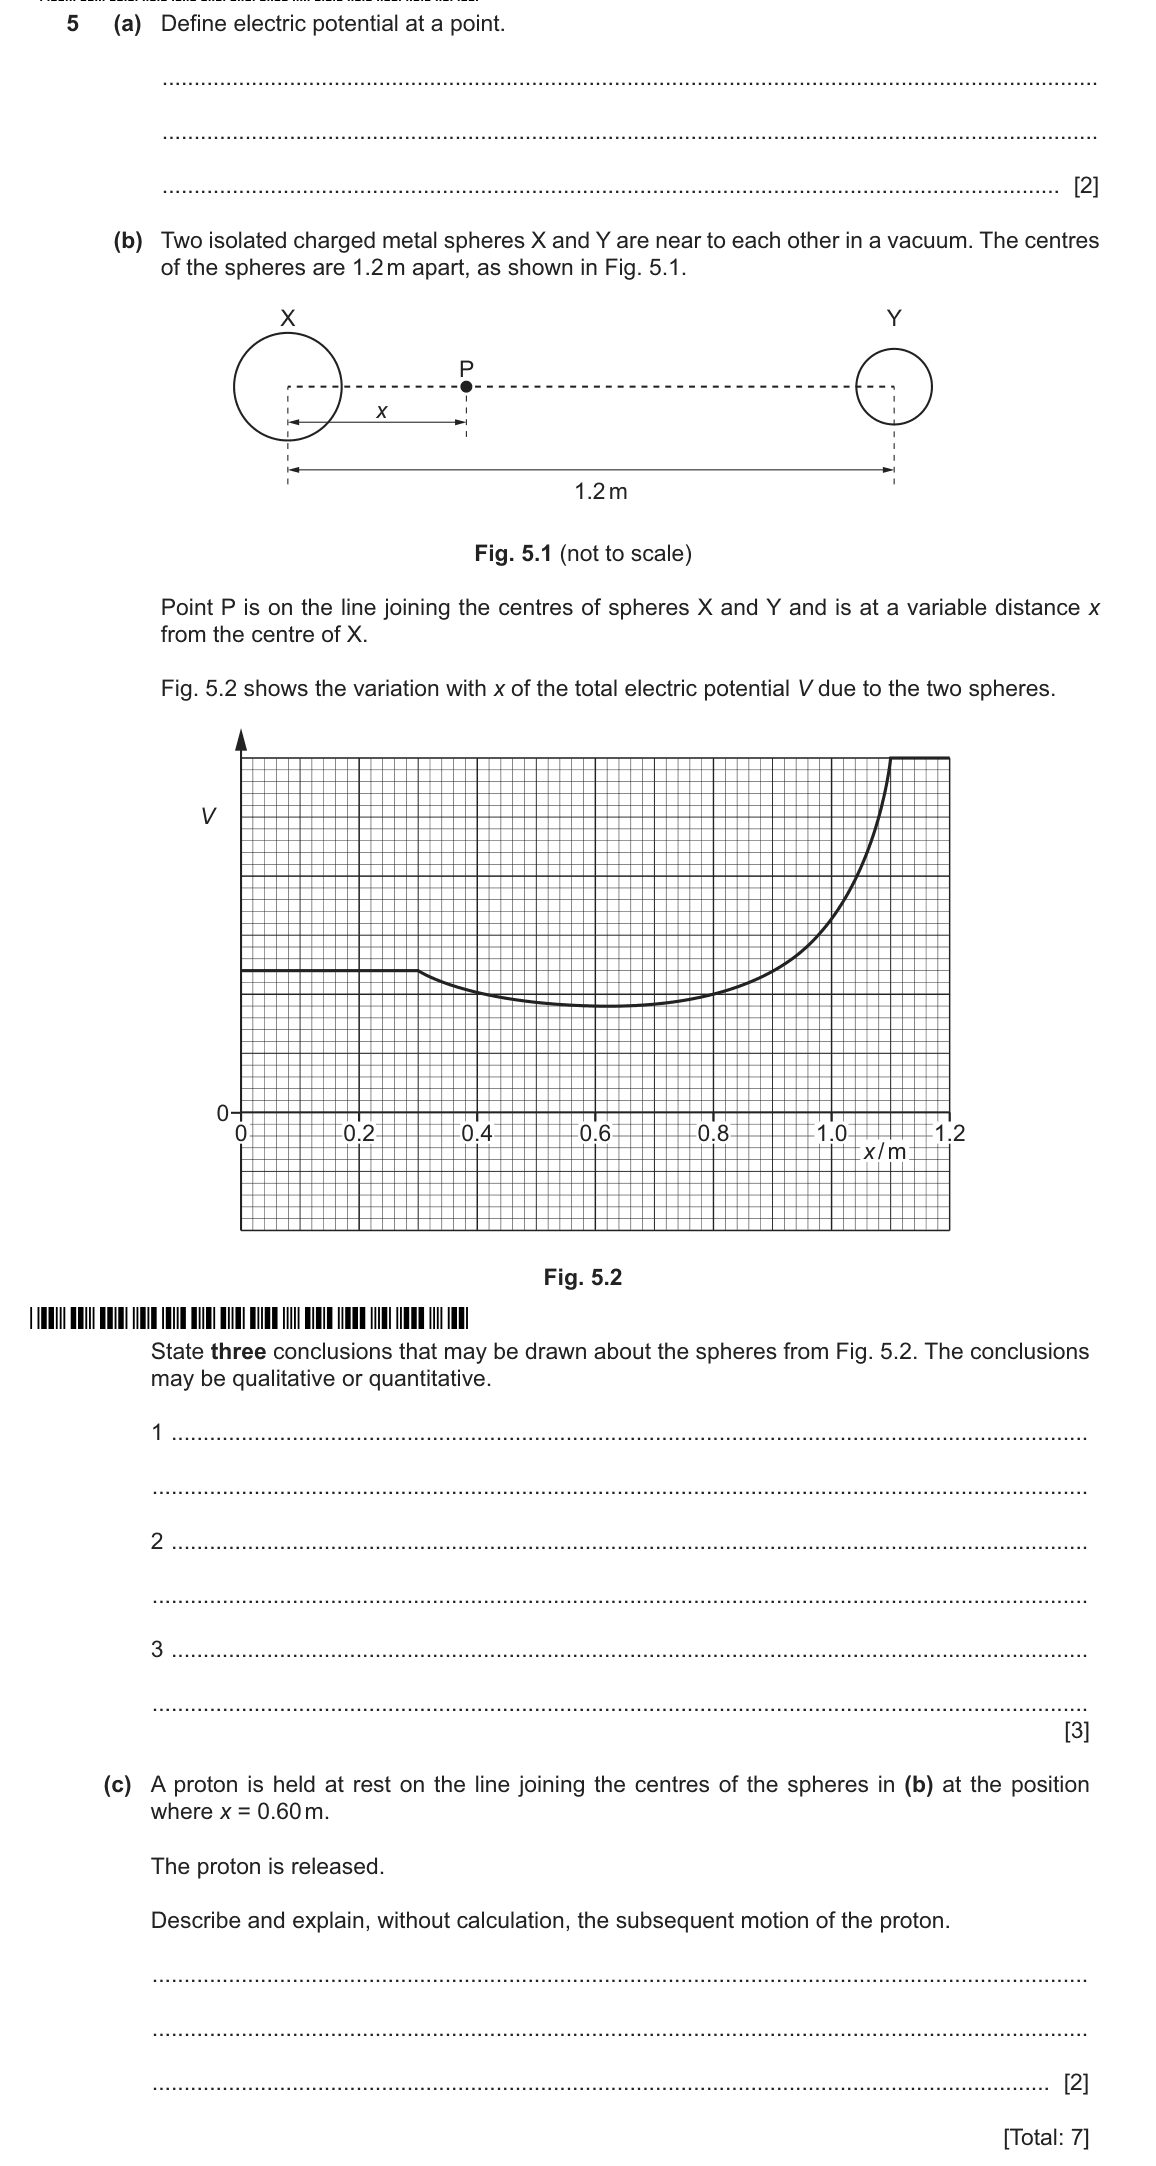 5 (a) Define electric potential at a point.
..........................................................................................................................................
..........................................................................................................................................
.................................................................................................................................... [2]
(b) Two isolated charged metal spheres X and Y are near to each other in a vacuum. The centres
of the spheres are 1.2 m apart, as shown in Fig. 5.1.
X Y
P
x
1.2 m
Fig. 5.1 (not to scale)
Point P is on the line joining the centres of spheres X and Y and is at a variable distance x
from the centre of X.
Fig. 5.2 shows the variation with x of the total electric potential V due to the two spheres.
V
0
0 0.2 0.4 0.6 0.8 1.0 1.2
x / m
Fig. 5.2
State three conclusions that may be drawn about the spheres from Fig. 5.2. The conclusions
may be qualitative or quantitative.
1 ........................................................................................................................................
..........................................................................................................................................
2 ........................................................................................................................................
..........................................................................................................................................
3 ........................................................................................................................................
..........................................................................................................................................
[3]
(c) A proton is held at rest on the line joining the centres of the spheres in (b) at the position
where x = 0.60 m.
The proton is released.
Describe and explain, without calculation, the subsequent motion of the proton.
..........................................................................................................................................
..........................................................................................................................................
.................................................................................................................................... [2]
[Total: 7]